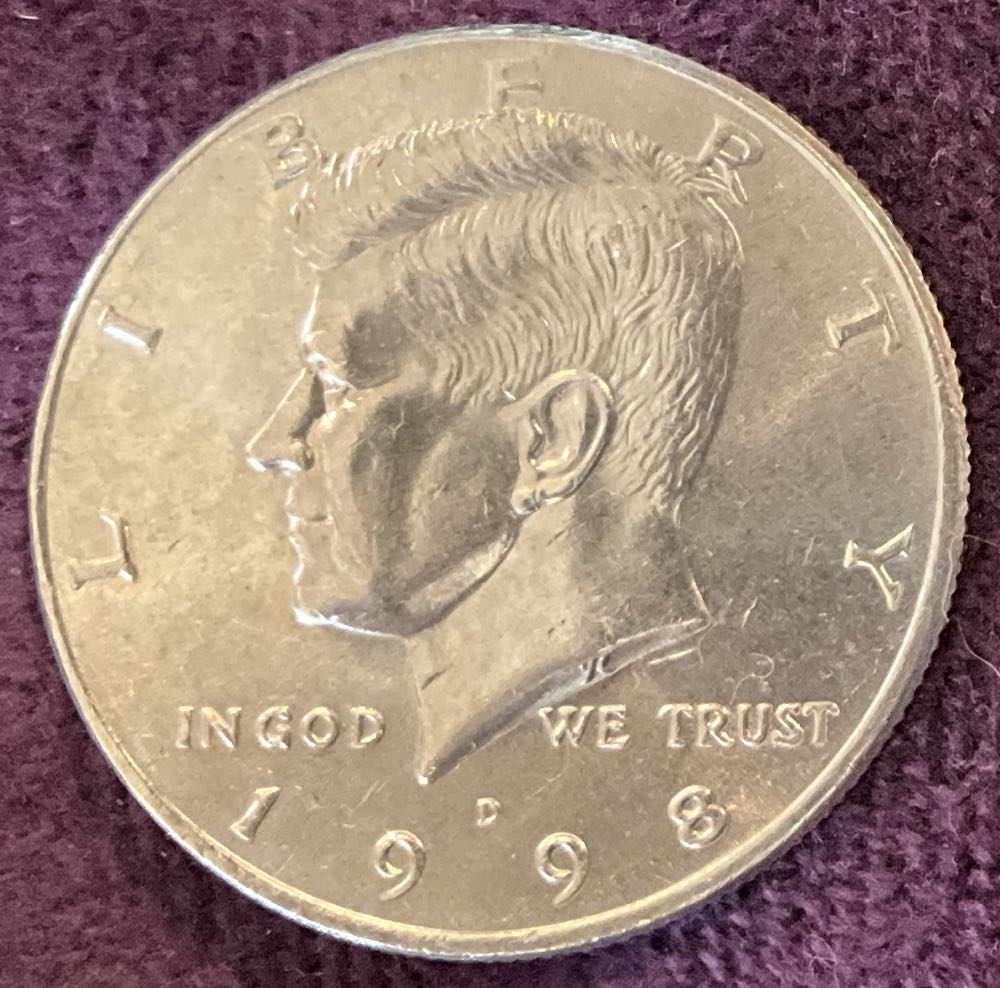 LIBERTY
IN GOD WE TRUST
D
1998